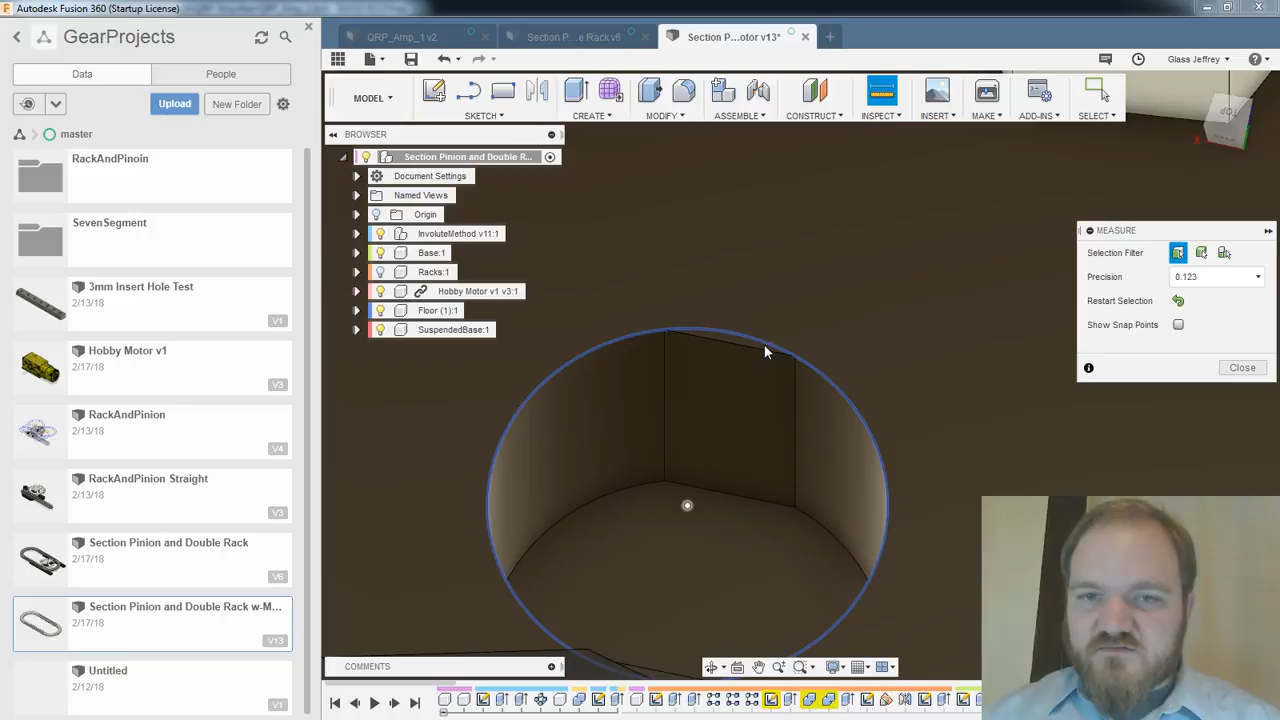 Autodesk Fusion 360 (Startup License)
GearProjects
QRP_Amp_1 v2
Section P...e Rack v6
Section P...otor v13*
Data
People
Glass Jeffrey
Upload
New Folder
MODEL
SKETCH
CREATE
MODIFY
ASSEMBLE
CONSTRUCT
INSPECT
INSERT
MAKE
ADD-INS
SELECT
master
BROWSER
TOP
BACK
X
Section Pinion and Double R...
Document Settings
Named Views
Origin
InvoluteMethod v11:1
Base:1
Racks:1
Hobby Motor v1 v3:1
Floor (1):1
SuspendedBase:1
RackAndPinoin
SevenSegment
3mm Insert Hole Test
2/13/18
V1
Hobby Motor v1
2/17/18
V3
RackAndPinion
2/13/18
V4
RackAndPinion Straight
2/13/18
V3
Section Pinion and Double Rack
2/17/18
V6
Section Pinion and Double Rack w-M...
2/17/18
V13
Untitled
2/12/18
V1
MEASURE
Selection Filter
Precision
0.123
Restart Selection
Show Snap Points
Close
COMMENTS